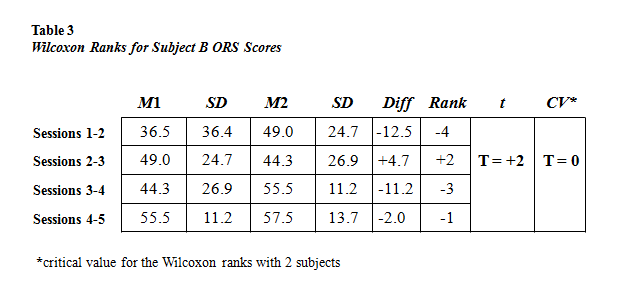 Table 3
Wilcoxon Ranks for Subject B ORS Scores
M1 SD M2 SD Diff Rank t CV*
Sessions 1-2 36.5 36.4 49.0 24.7 -12.5 -4
Sessions 2-3 49.0 24.7 44.3 26.9 +4.7 +2 T = +2 T = 0
Sessions 3-4 44.3 26.9 55.5 11.2 -11.2 -3
Sessions 4-5 55.5 11.2 57.5 13.7 -2.0 -1
*critical value for the Wilcoxon ranks with 2 subjects